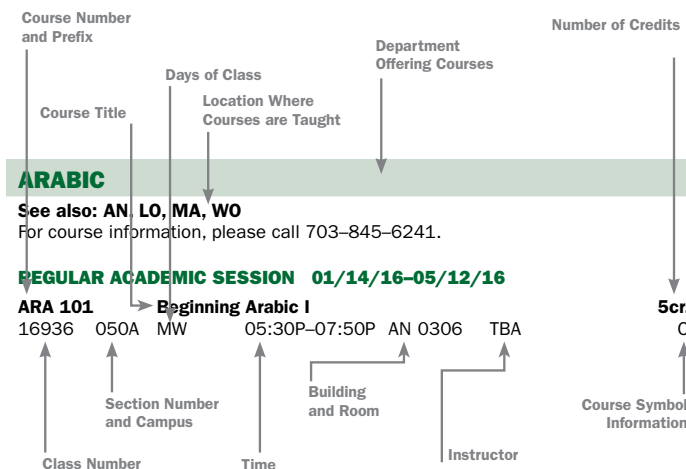 Course Number
and Prefix
Number of Credits
Department
Offering Courses
Days of Class
Location Where
Courses are Taught
Course Title
ARABIC
See also: AN, LO, MA, WO
For course information, please call 703–845–6241.
REGULAR ACADEMIC SESSION 01/14/16–05/12/16
ARA 101 Beginning Arabic I 5cr.
16936 050A MW 05:30P–07:50P AN 0306 TBA
Building
and Room
Section Number
and Campus
Course Symbol
Information
Instructor
Class Number
Time